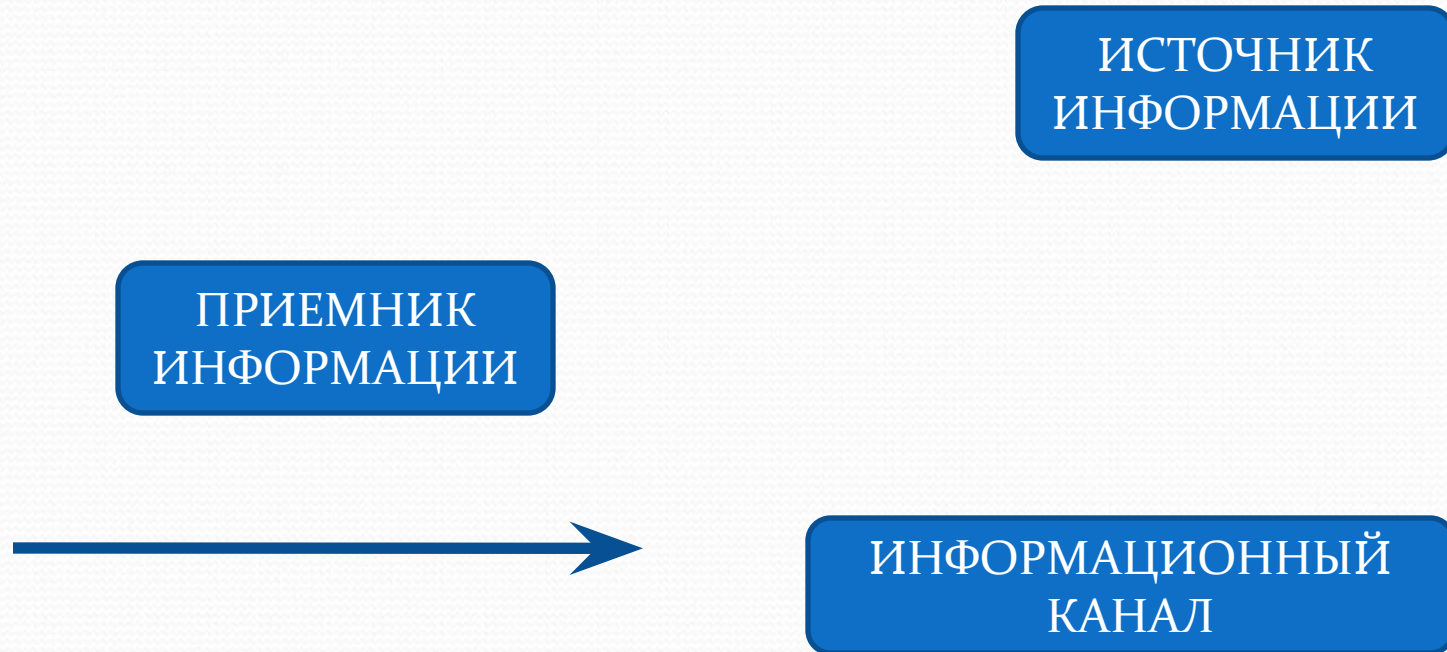 ИСТОЧНИК
ИНФОРМАЦИИ
ПРИЕМНИК
ИНФОРМАЦИИ
ИНФОРМАЦИОННЫЙ
КАНАЛ